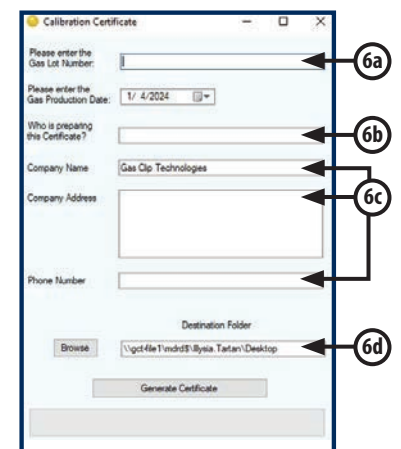 Calibration Certificate
Please enter the
Gas Lot Number:
6a
Please enter the
Gas Production Date:
1/ 4/2024
Who is preparing
this Certificate?
6b
Company Name
Gas Clip Technologies
Company Address
6c
Phone Number
Destination Folder
Browse
\\gct-file1\mdrd$\Illysia.Tartan\Desktop
6d
Generate Certificate